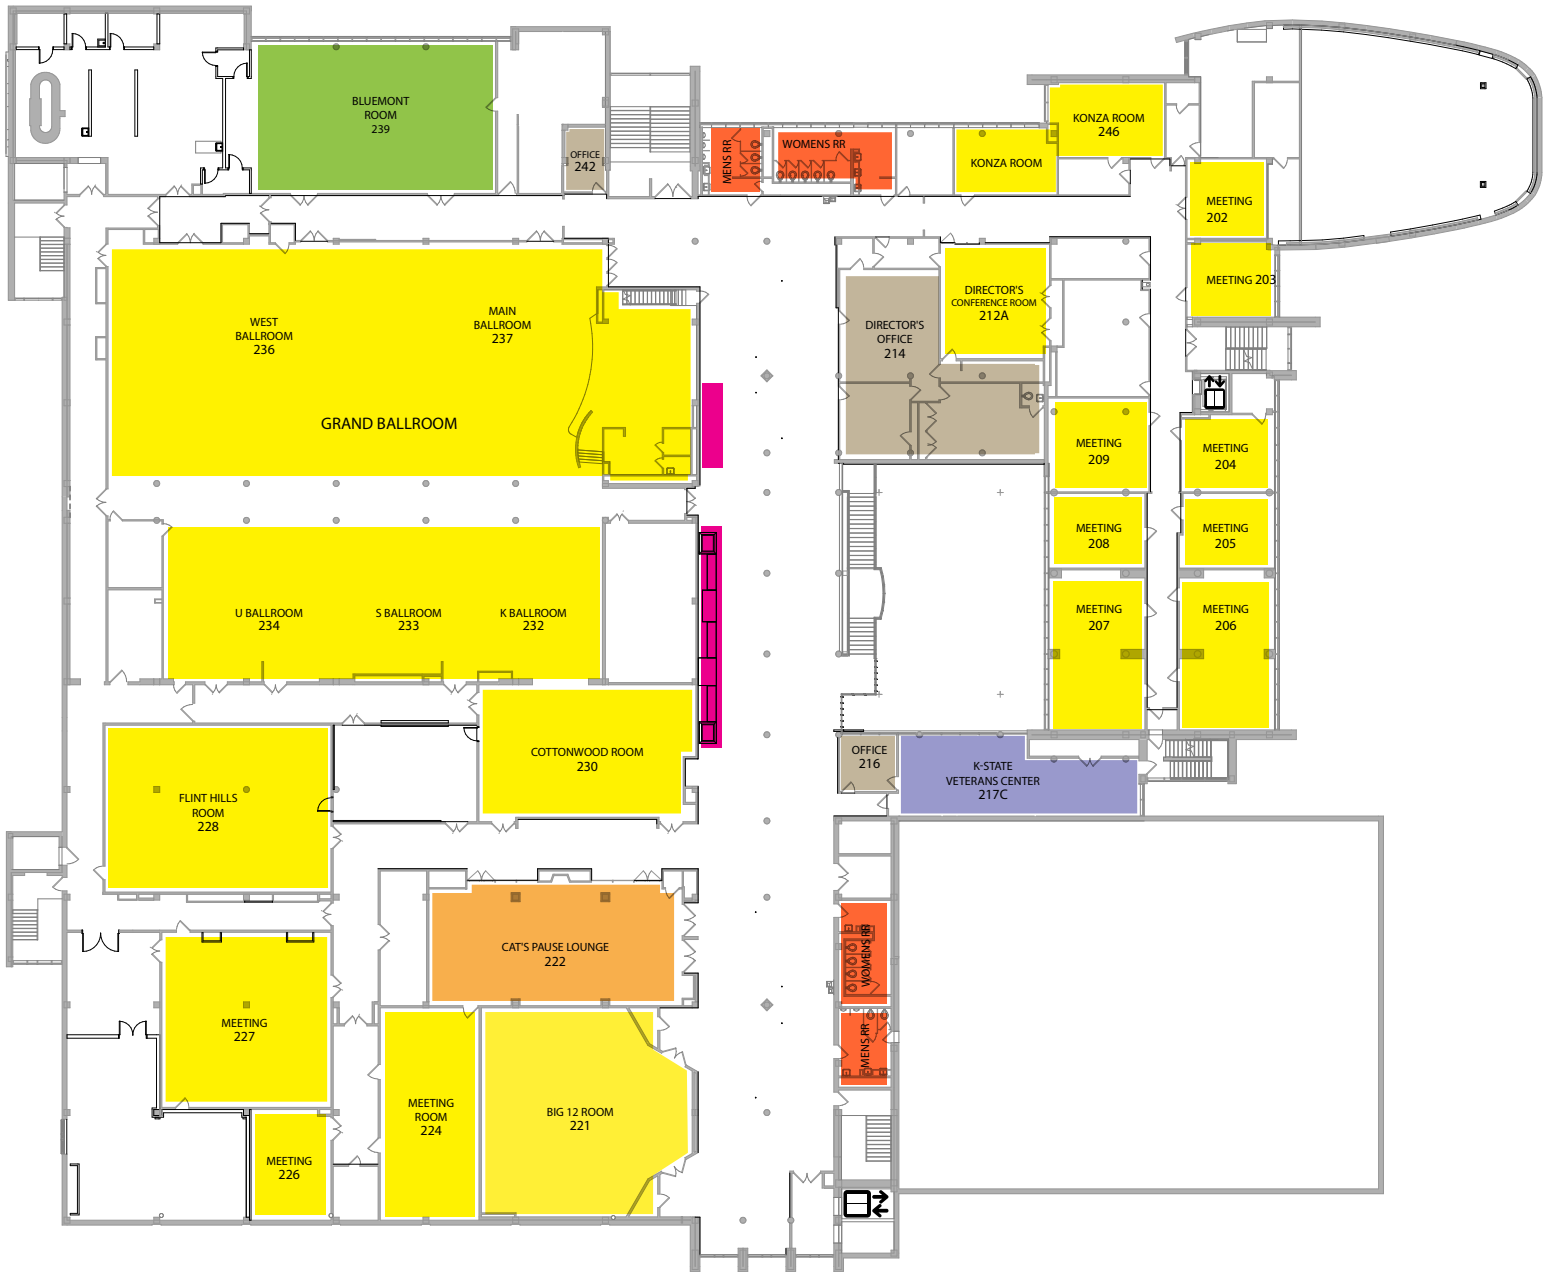 BLUEMONT
ROOM
239
OFFICE
242
MENS RR
WOMENS RR
KONZA ROOM
KONZA ROOM
246
MEETING
202
MEETING 203
WEST
BALLROOM
236
MAIN
BALLROOM
237
GRAND BALLROOM
DIRECTOR'S
OFFICE
214
DIRECTOR'S
CONFERENCE ROOM
212A
MEETING
209
MEETING
204
MEETING
208
MEETING
205
MEETING
207
MEETING
206
U BALLROOM
234
S BALLROOM
233
K BALLROOM
232
COTTONWOOD ROOM
230
OFFICE
216
K-STATE
VETERANS CENTER
217C
FLINT HILLS
ROOM
228
CAT'S PAUSE LOUNGE
222
WOMENS RR
MENS RR
MEETING
227
MEETING
ROOM
224
BIG 12 ROOM
221
MEETING
226